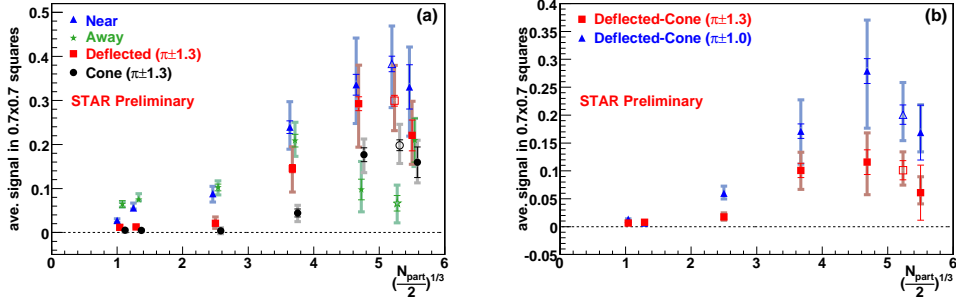 (a)
ave. signal in 0.7x0.7 squares
Near
Away
Deflected (π±1.3)
Cone (π±1.3)
STAR Preliminary
0.5
0.4
0.3
0.2
0.1
0
0 1 2 3 4 5 6
(N_part/2)^1/3
(b)
ave. signal in 0.7x0.7 squares
Deflected-Cone (π±1.3)
Deflected-Cone (π±1.0)
STAR Preliminary
0.4
0.35
0.3
0.25
0.2
0.15
0.1
0.05
0
-0.05
0 1 2 3 4 5 6
(N_part/2)^1/3